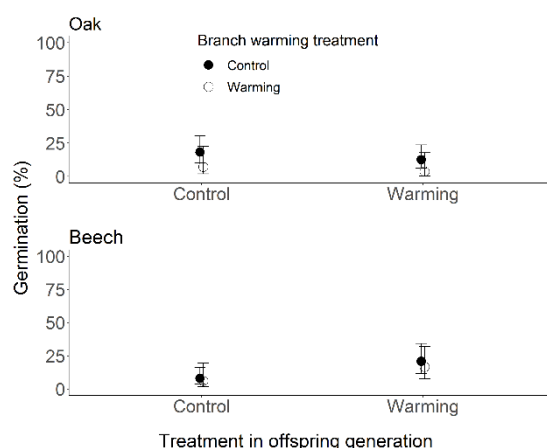 Oak
Branch warming treatment
Control
Warming
100
75
50
25
0
Control Warming
Beech
100
75
50
25
0
Control Warming
Germination (%)
Treatment in offspring generation